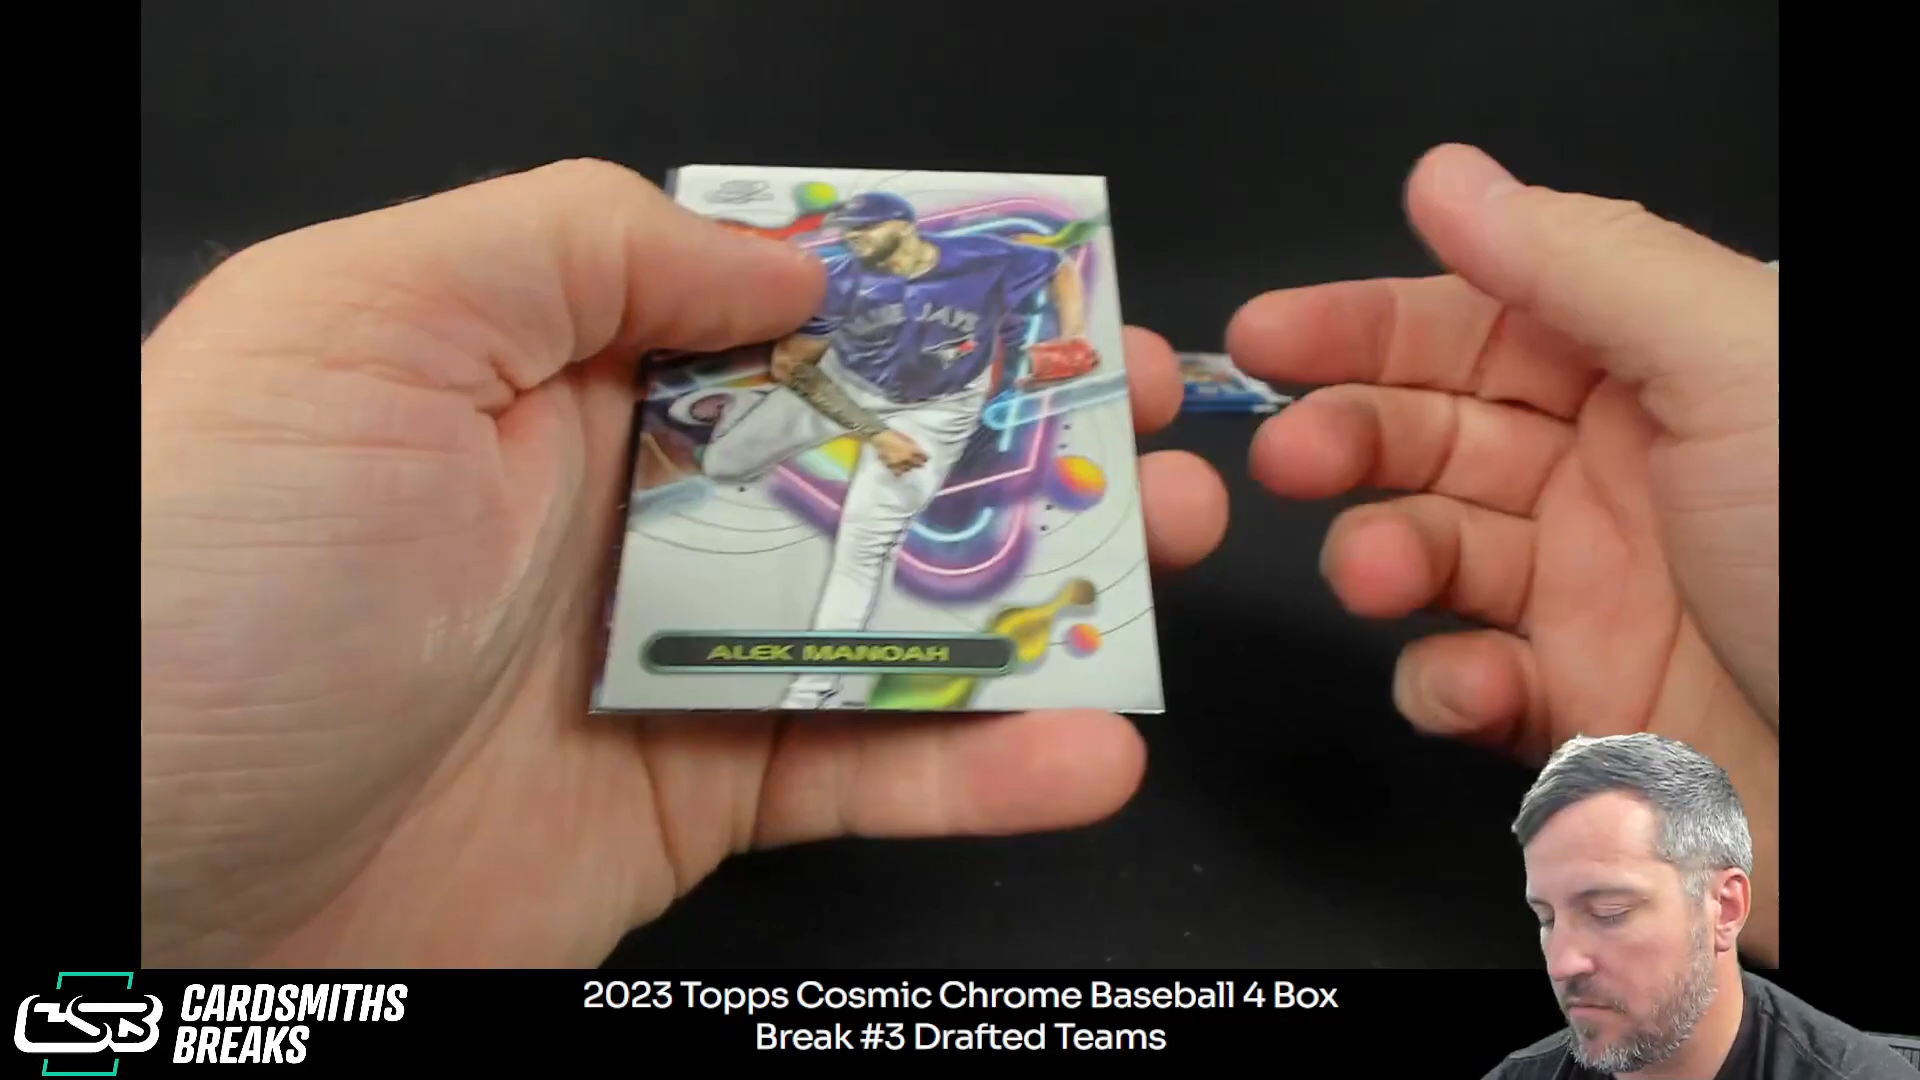 BLUE JAYS
ALEK MANOAH
CSB
CARDSMITHS
BREAKS
2023 Topps Cosmic Chrome Baseball 4 Box
Break #3 Drafted Teams